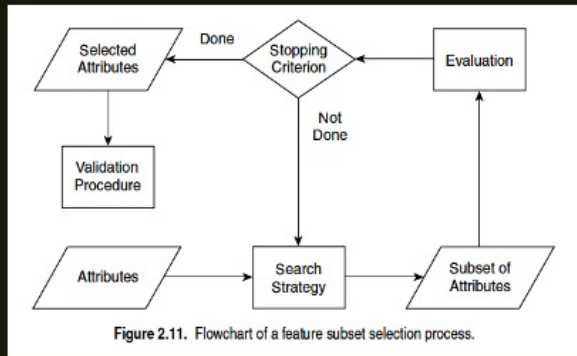 Selected
Attributes
Done
Stopping
Criterion
Evaluation
Not
Done
Validation
Procedure
Attributes
Search
Strategy
Subset of
Attributes
Figure 2.11. Flowchart of a feature subset selection process.